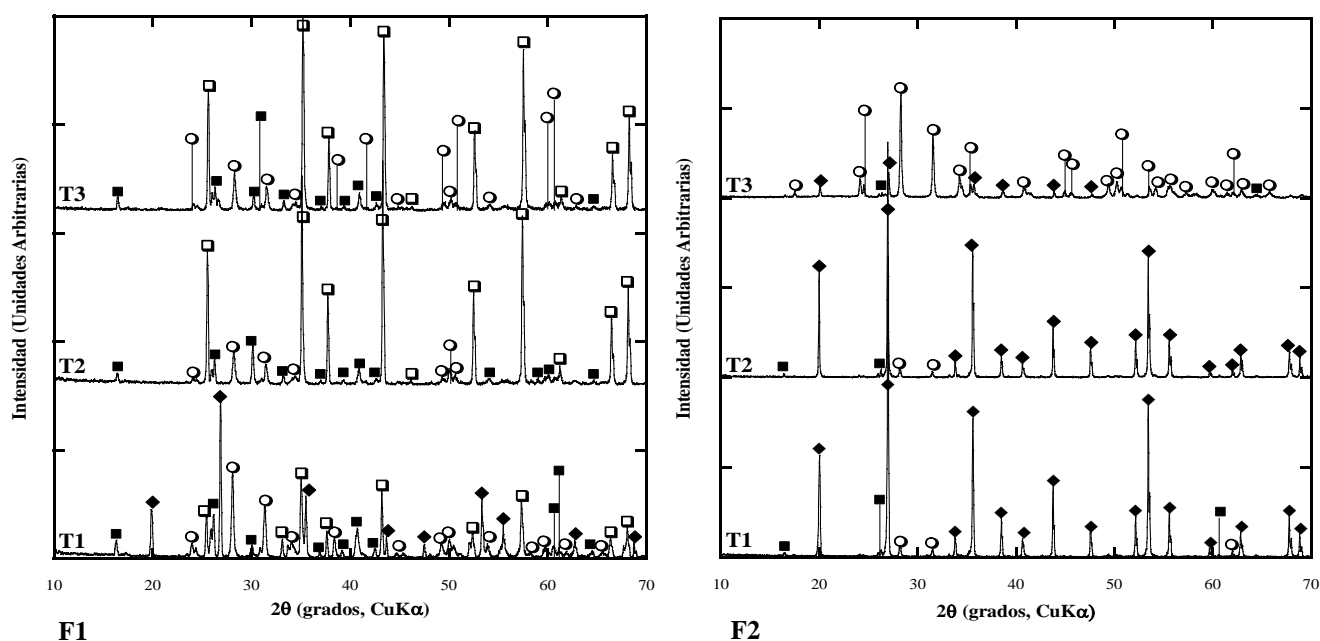 Intensidad (Unidades Arbitrarias)
T3
T2
T1
10 20 30 40 50 60 70
2θ (grados, CuKα)
F1
Intensidad (Unidades Arbitrarias)
T3
T2
T1
10 20 30 40 50 60 70
2θ (grados, CuKα)
F2